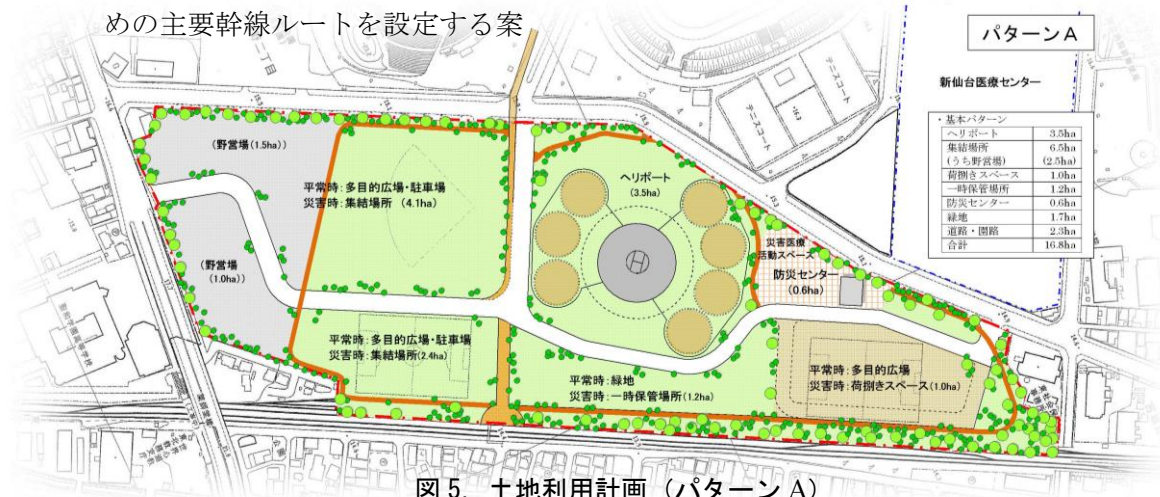 めの主要幹線ルートを設定する案
パターンA
新仙台医療センター
・基本パターン
ヘリポート 3.5ha
集結場所 6.5ha
(うち野営場) (2.5ha)
荷捌きスペース 1.0ha
一時保管場所 1.2ha
防災センター 0.6ha
緑地 1.7ha
道路・園路 2.3ha
合計 16.8ha
二丁目
テニスコート
テニスコート
(野営場(1.5ha))
平常時:多目的広場・駐車場
災害時:集結場所 (4.1ha)
ヘリポート
(3.5ha)
H
災害医療
活動スペース
防災センター
(0.6ha)
(野営場
(1.0ha))
平常時:多目的広場・駐車場
災害時:集結場所(2.4ha)
平常時:緑地
災害時:一時保管場所(1.2ha)
平常時:多目的広場
災害時:荷捌きスペース(1.0ha)
公園
図5. 土地利用計画 (パターン A)